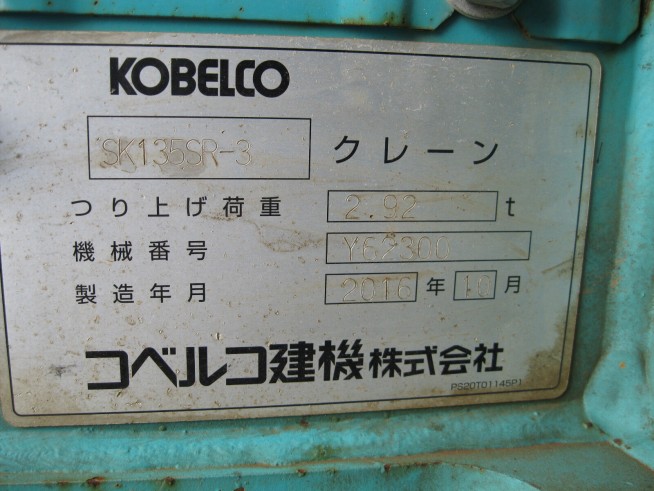 KOBELCO
SK135SR-3 クレーン
つり上げ荷重 2.92 t
機械番号 Y62300
製造年月 2016 年 10 月
コベルコ建機株式会社
PS20T01145P1